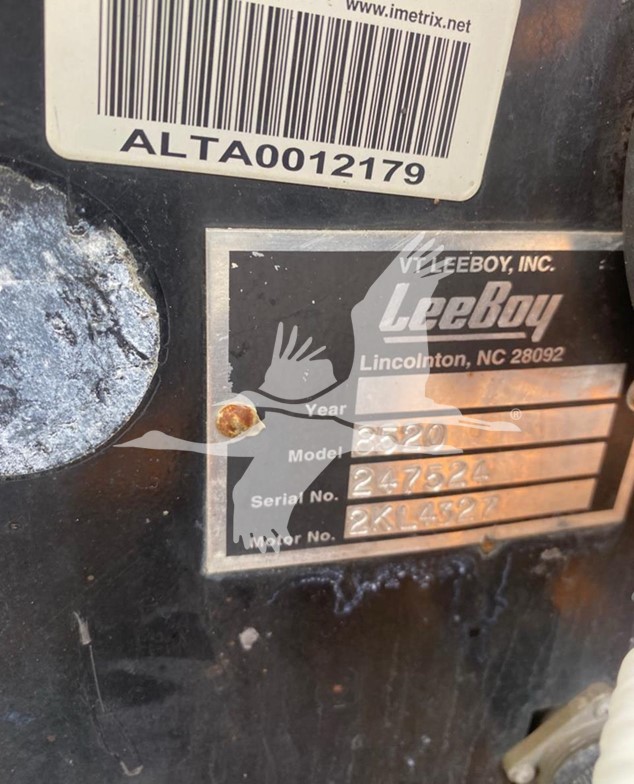 www.imetrix.net
ALTA0012179
VT LEEBOY, INC.
LeeBoy
Lincolnton, NC 28092
®
Year
Model 8520
Serial No. 247524
Motor No. 2KL4327